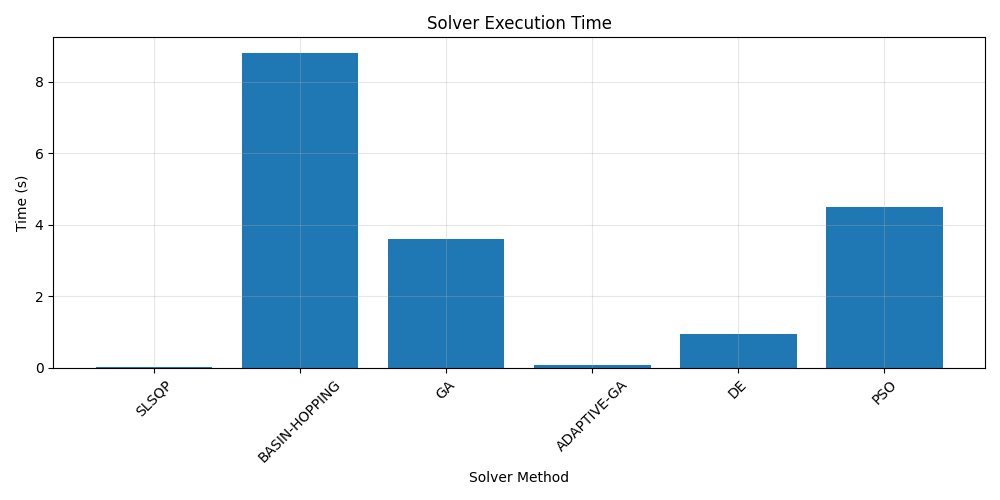 Solver Execution Time
Time (s)
8
6
4
2
0
SLSQP
BASIN-HOPPING
GA
ADAPTIVE-GA
DE
PSO
Solver Method